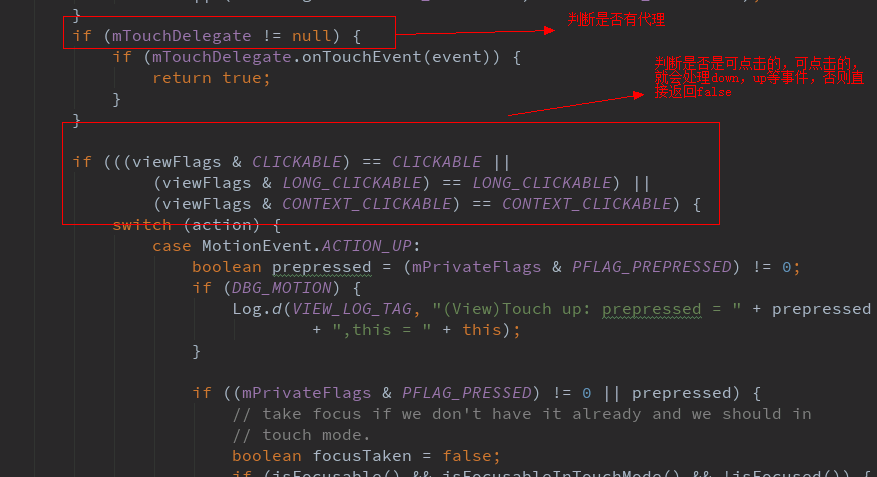 }
if (mTouchDelegate != null) {
判断是否有代理
if (mTouchDelegate.onTouchEvent(event)) {
return true;
}
}
判断是否是可点击的，可点击的，
就会处理down，up等事件，否则直
接返回false
if (((viewFlags & CLICKABLE) == CLICKABLE ||
(viewFlags & LONG_CLICKABLE) == LONG_CLICKABLE) ||
(viewFlags & CONTEXT_CLICKABLE) == CONTEXT_CLICKABLE) {
switch (action) {
case MotionEvent.ACTION_UP:
boolean prepressed = (mPrivateFlags & PFLAG_PREPRESSED) != 0;
if (DBG_MOTION) {
Log.d(VIEW_LOG_TAG, "(View)Touch up: prepressed = " + prepressed
+ ",this = " + this);
}
if ((mPrivateFlags & PFLAG_PRESSED) != 0 || prepressed) {
// take focus if we don't have it already and we should in
// touch mode.
boolean focusTaken = false;
if (isFocusable() && isFocusableInTouchMode() && !isFocused()) {